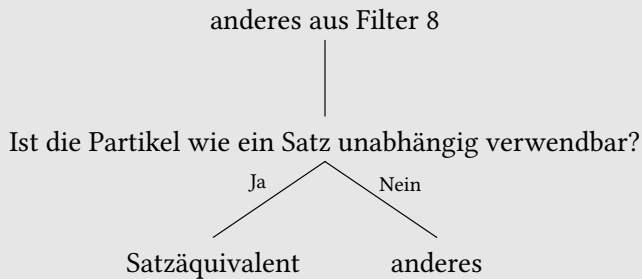 anderes aus Filter 8
Ist die Partikel wie ein Satz unabhängig verwendbar?
Ja Nein
Satzäquivalent anderes